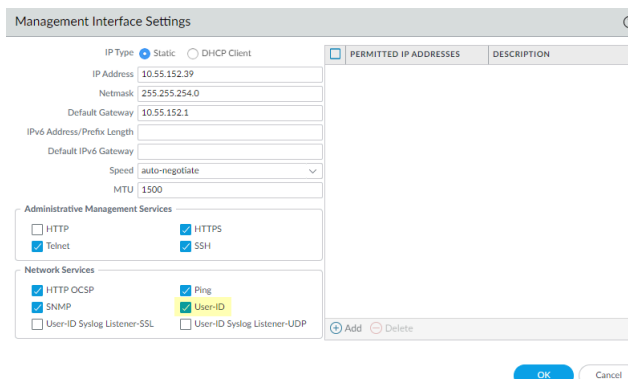 Management Interface Settings
IP Type Static DHCP Client
IP Address 10.55.152.39
Netmask 255.255.254.0
Default Gateway 10.55.152.1
IPv6 Address/Prefix Length
Default IPv6 Gateway
Speed auto-negotiate
MTU 1500
Administrative Management Services
HTTP HTTPS
Telnet SSH
Network Services
HTTP OCSP Ping
SNMP User-ID
User-ID Syslog Listener-SSL User-ID Syslog Listener-UDP
PERMITTED IP ADDRESSES DESCRIPTION
Add Delete
OK Cancel